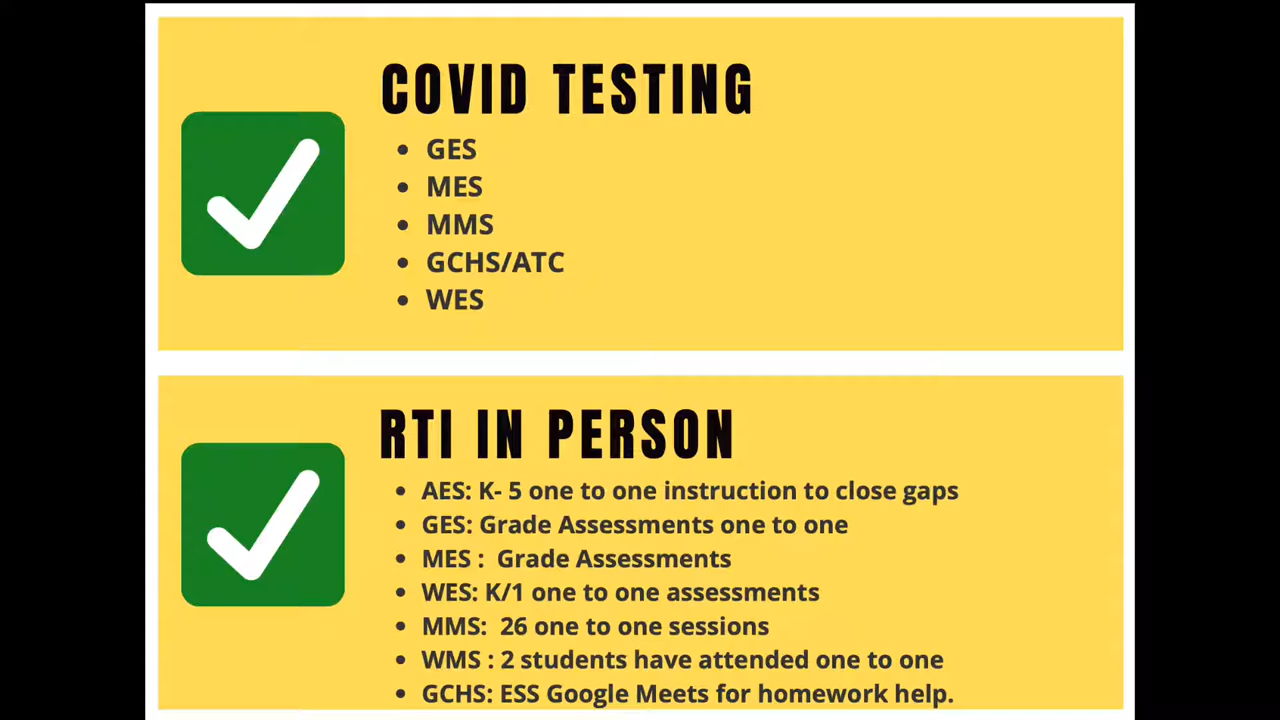 COVID TESTING
• GES
• MES
• MMS
• GCHS/ATC
• WES
RTI IN PERSON
• AES: K- 5 one to one instruction to close gaps
• GES: Grade Assessments one to one
• MES :  Grade Assessments
• WES: K/1 one to one assessments
• MMS:  26 one to one sessions
• WMS : 2 students have attended one to one
• GCHS: ESS Google Meets for homework help.